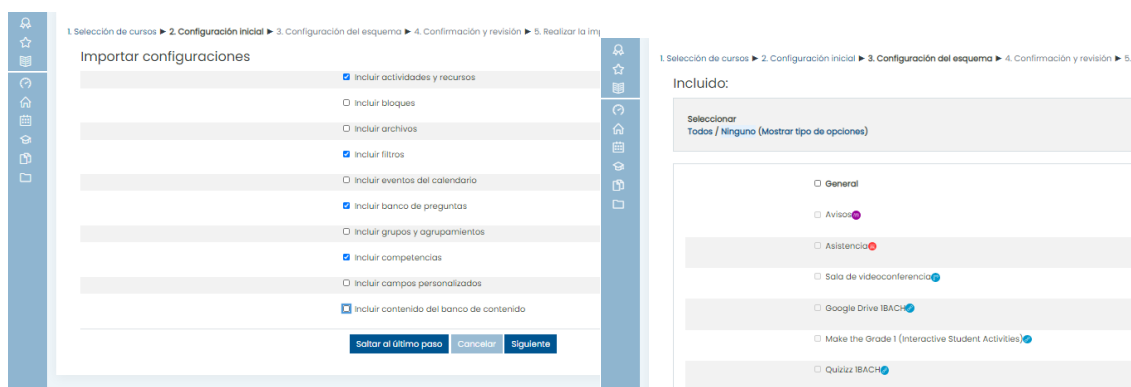 1. Selección de cursos ► 2. Configuración inicial ► 3. Configuración del esquema ► 4. Confirmación y revisión ► 5. Realizar la
Importar configuraciones
Incluir actividades y recursos
Incluir bloques
Incluir archivos
Incluir filtros
Incluir eventos del calendario
Incluir banco de preguntas
Incluir grupos y agrupamientos
Incluir competencias
Incluir campos personalizados
Incluir contenido del banco de contenido
Saltar al último paso Cancelar Siguiente
1. Selección de cursos ► 2. Configuración inicial ► 3. Configuración del esquema ► 4. Confirmación y revisión ► 5.
Incluido:
Seleccionar
Todos / Ninguno (Mostrar tipo de opciones)
General
Avisos
Asistencia
Sala de videoconferencia
Google Drive 1BACH
Make the Grade 1 (Interactive Student Activities)
Quizizz 1BACH